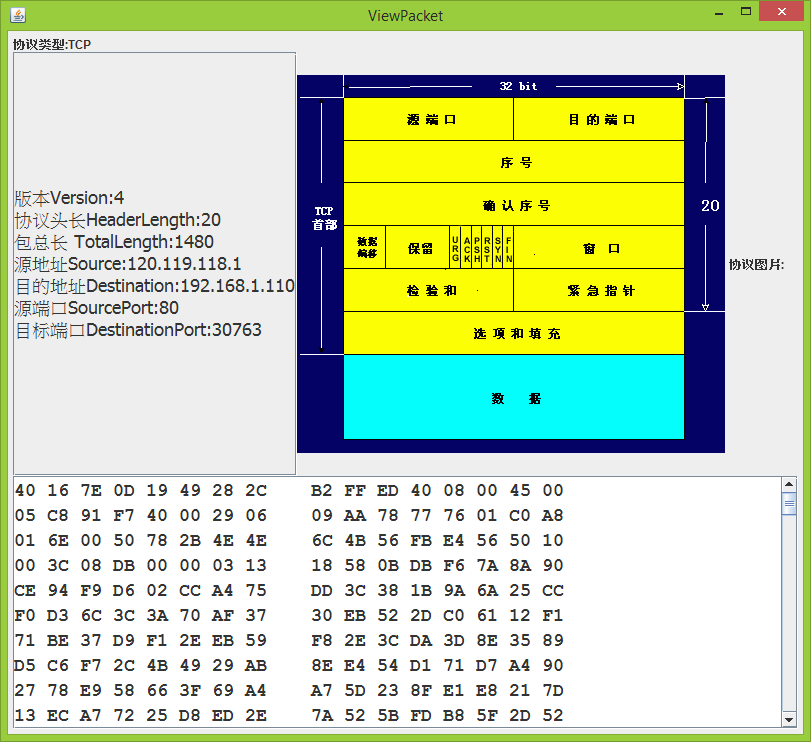 ViewPacket
协议类型:TCP
版本Version:4
协议头长HeaderLength:20
包总长 TotalLength:1480
源地址Source:120.119.118.1
目的地址Destination:192.168.1.110
源端口SourcePort:80
目标端口DestinationPort:30763
32 bit
源 端 口 目 的 端 口
序 号
确 认 序 号
TCP
首部
20
数据
偏移
保留
URG
ACK
PSH
RST
SYN
FIN
窗 口
检 验 和 紧 急 指 针
选 项 和 填 充
数 据
协议图片:
40 16 7E 0D 19 49 28 2C B2 FF ED 40 08 00 45 00
05 C8 91 F7 40 00 29 06 09 AA 78 77 76 01 C0 A8
01 6E 00 50 78 2B 4E 4E 6C 4B 56 FB E4 56 50 10
00 3C 08 DB 00 00 03 13 18 58 0B DB F6 7A 8A 90
CE 94 F9 D6 02 CC A4 75 DD 3C 38 1B 9A 6A 25 CC
F0 D3 6C 3C 3A 70 AF 37 30 EB 52 2D C0 61 12 F1
71 BE 37 D9 F1 2E EB 59 F8 2E 3C DA 3D 8E 35 89
D5 C6 F7 2C 4B 49 29 AB 8E E4 54 D1 71 D7 A4 90
27 78 E9 58 66 3F 69 A4 A7 5D 23 8F E1 E8 21 7D
13 EC A7 72 25 D8 ED 2E 7A 52 5B FD B8 5F 2D 52